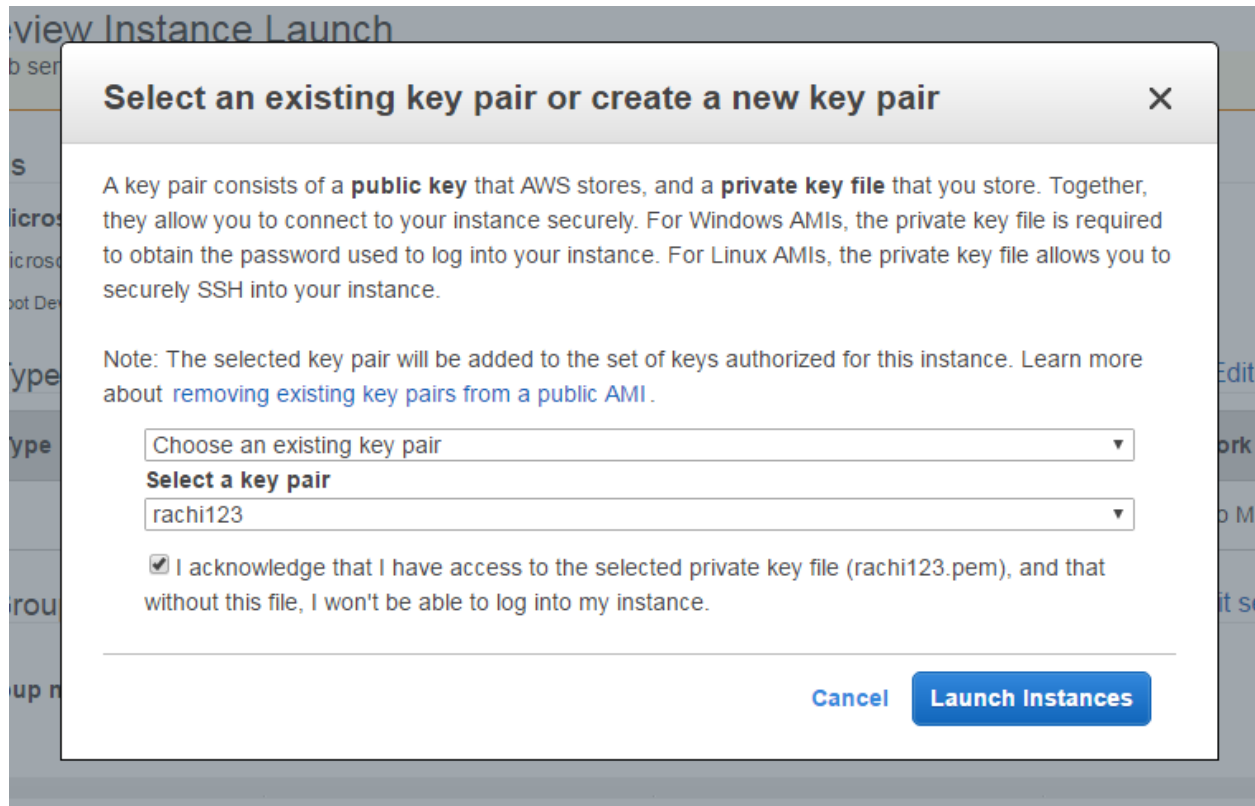 view Instance Launch
b ser
Select an existing key pair or create a new key pair
s
A key pair consists of a public key that AWS stores, and a private key file that you store. Together,
they allow you to connect to your instance securely. For Windows AMIs, the private key file is required
to obtain the password used to log into your instance. For Linux AMIs, the private key file allows you to
securely SSH into your instance.
Note: The selected key pair will be added to the set of keys authorized for this instance. Learn more
about removing existing key pairs from a public AMI.
Edit
Choose an existing key pair
Select a key pair
rachi123
I acknowledge that I have access to the selected private key file (rachi123.pem), and that
without this file, I won't be able to log into my instance.
Cancel
Launch Instances